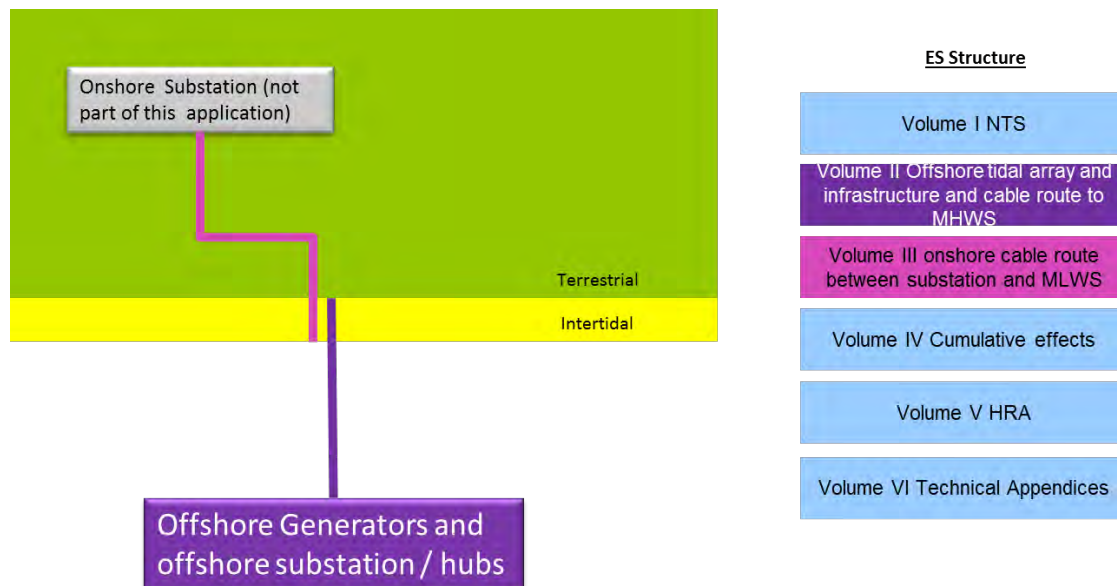 Onshore Substation (not
part of this application)
Terrestrial
Intertidal
Offshore Generators and
offshore substation / hubs
ES Structure
Volume I NTS
Volume II Offshore tidal array and
infrastructure and cable route to
MHWS
Volume III onshore cable route
between substation and MLWS
Volume IV Cumulative effects
Volume V HRA
Volume VI Technical Appendices